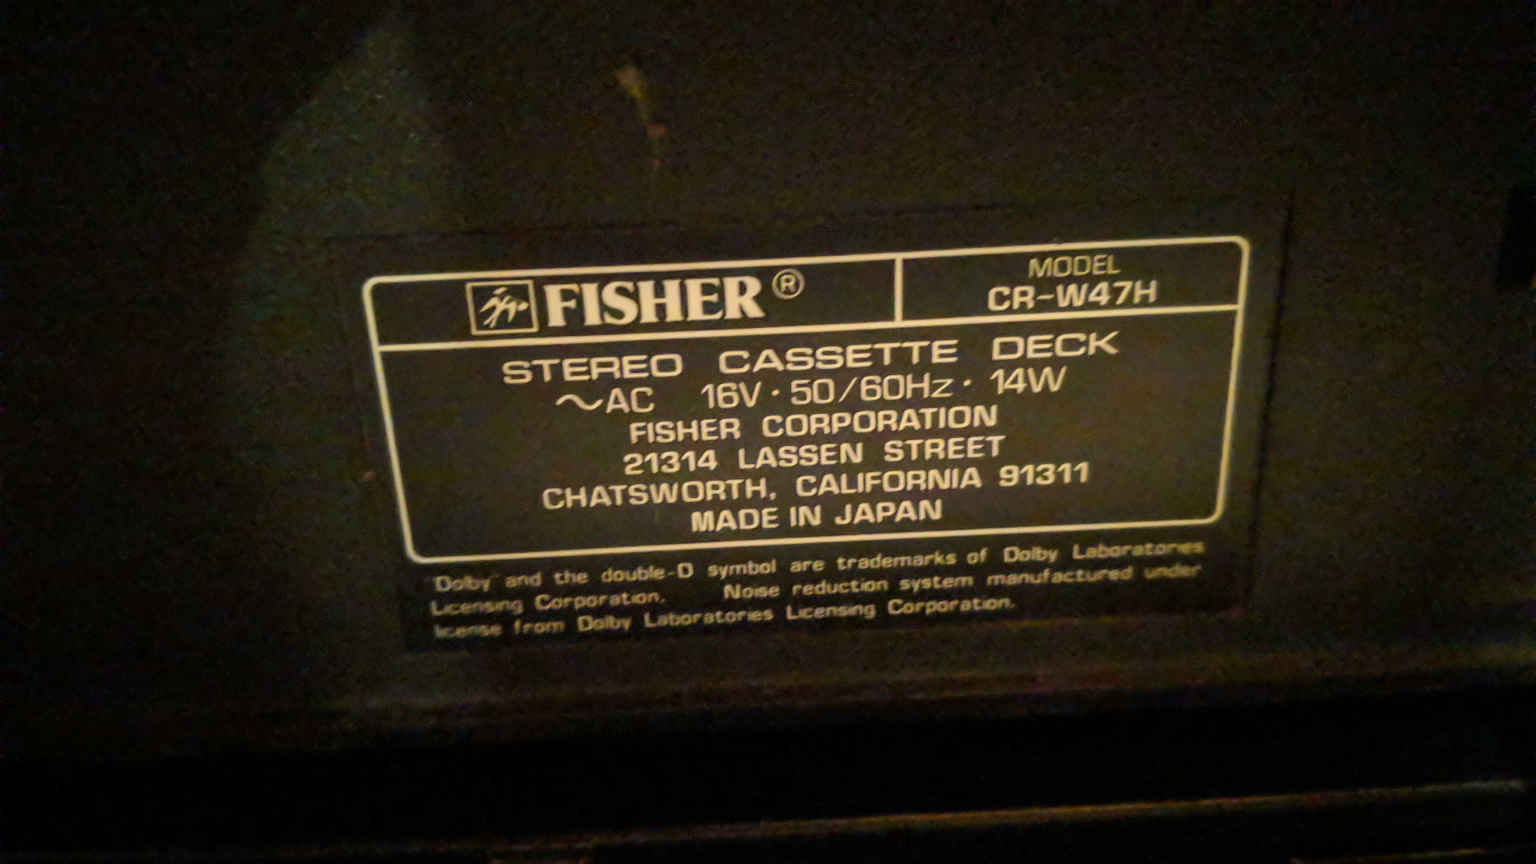 FISHER®
MODEL
CR-W47H
STEREO CASSETTE DECK
~AC 16V · 50/60Hz · 14W
FISHER CORPORATION
21314 LASSEN STREET
CHATSWORTH, CALIFORNIA 91311
MADE IN JAPAN
"Dolby" and the double-D symbol are trademarks of Dolby Laboratories
Licensing Corporation. Noise reduction system manufactured under
license from Dolby Laboratories Licensing Corporation.